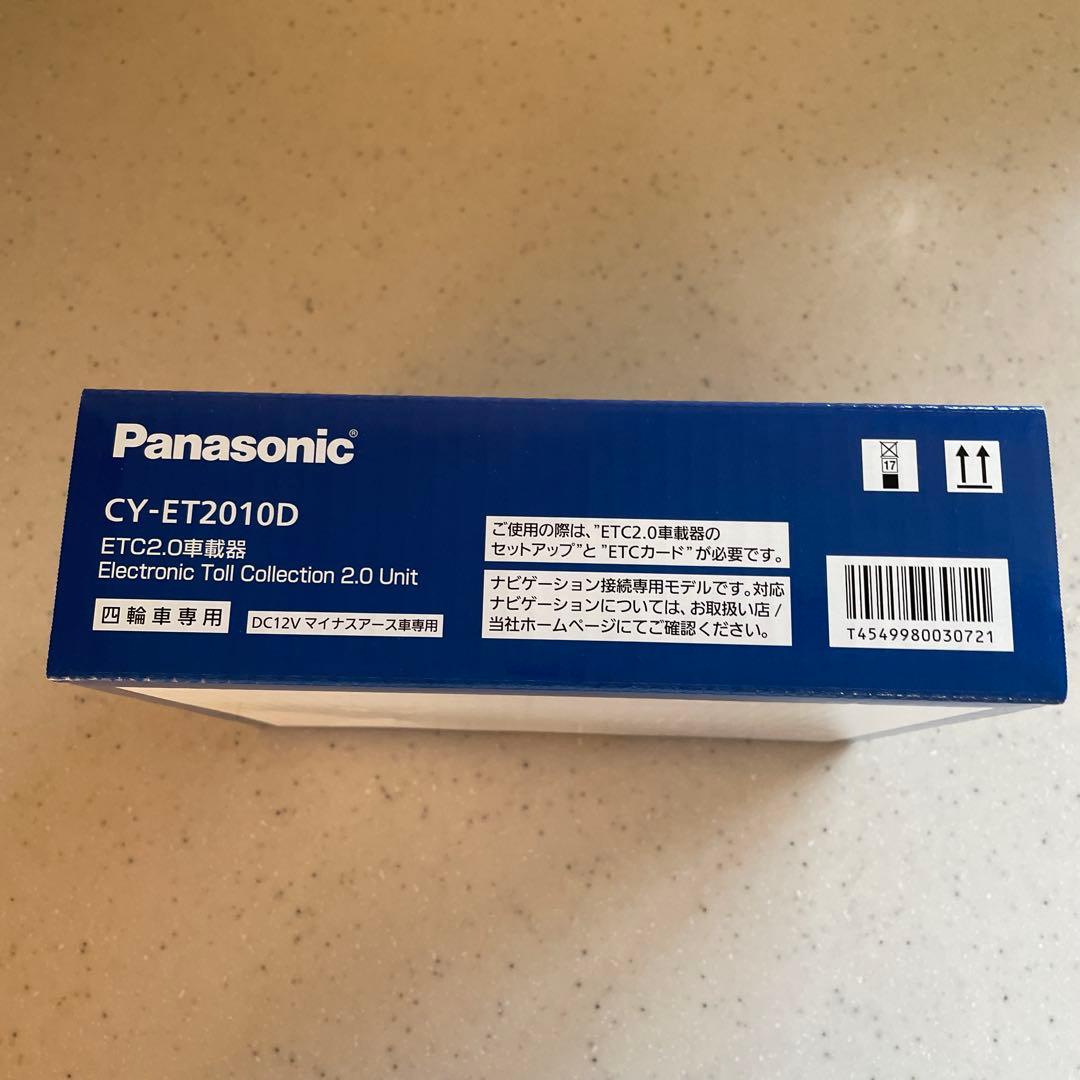 Panasonic®
CY-ET2010D
ETC2.0車載器
Electronic Toll Collection 2.0 Unit
四輪車専用
DC12V マイナスアース車専用
ご使用の際は、"ETC2.0車載器の
セットアップ"と"ETCカード"が必要です。
ナビゲーション接続専用モデルです。対応
ナビゲーションについては、お取扱い店/
当社ホームページにてご確認ください。
17
T4549980030721